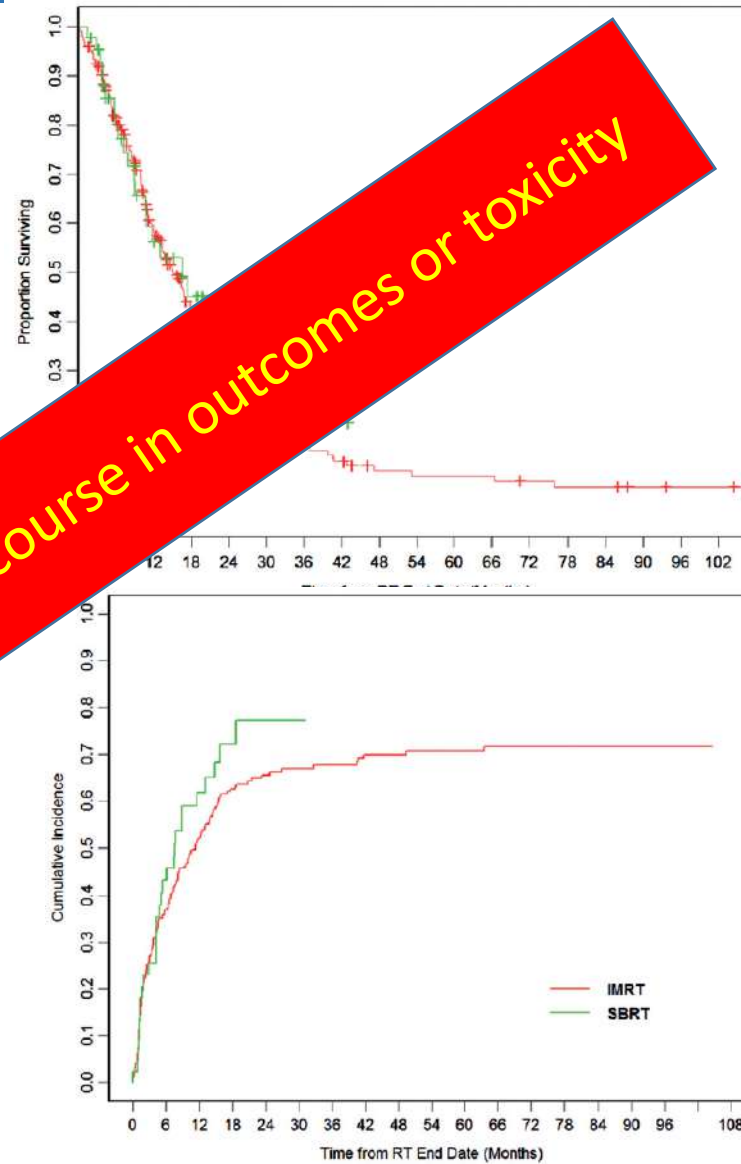 1.0
0.9
0.8
0.7
0.6
0.5
0.4
0.3
Proportion Surviving
course in outcomes or toxicity
12 24 30 36 42 48 54 60 66 72 78 84 90 96 102
1.0
0.9
0.8
0.7
0.6
0.5
0.4
0.3
0.2
0.1
0.0
Cumulative Incidence
IMRT
SBRT
0 6 12 18 24 30 36 42 48 54 60 66 72 78 84 90 96 108
Time from RT End Date (Months)